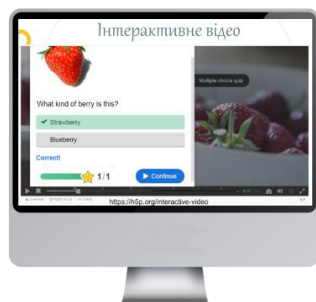 Інтерактивне відео
Multiple choice quiz
What kind of berry is this?
✔ Strawberry
Blueberry
Correct!
1/1
Continue
https://h5p.org/interactive-video